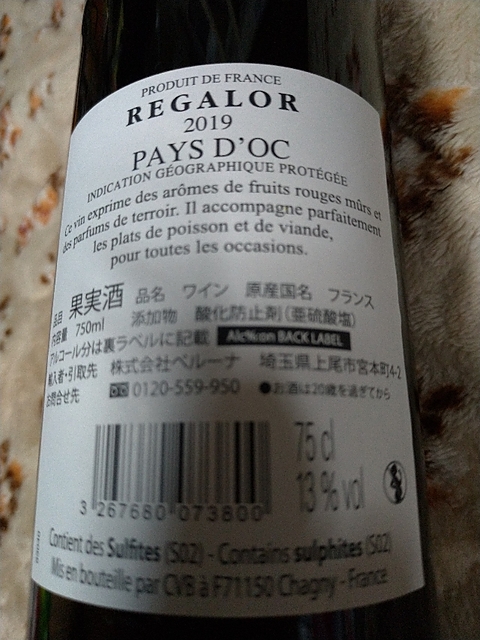 PRODUIT DE FRANCE
REGALOR
2019
PAYS D'OC
INDICATION GÉOGRAPHIQUE PROTÉGÉE
Ce vin exprime des arômes de fruits rouges mûrs et
des parfums de terroir. Il accompagne parfaitement
les plats de poisson et de viande,
pour toutes les occasions.
品目 果実酒 品名 ワイン 原産国名 フランス
内容量 750ml 添加物 酸化防止剤(亜硫酸塩)
アルコール分は裏ラベルに記載 Alc%on BACK LABEL
輸入者・引取先 株式会社ベルーナ 埼玉県上尾市宮本町4-2
お問合せ先 0120-559-950 ●お酒は20歳を過ぎてから
75 cl
13 % vol
3 267680 073800
Contient des Sulfites (SO2) - Contains sulphites (SO2)
Mis en bouteille par CVB à F71150 Chagny - France